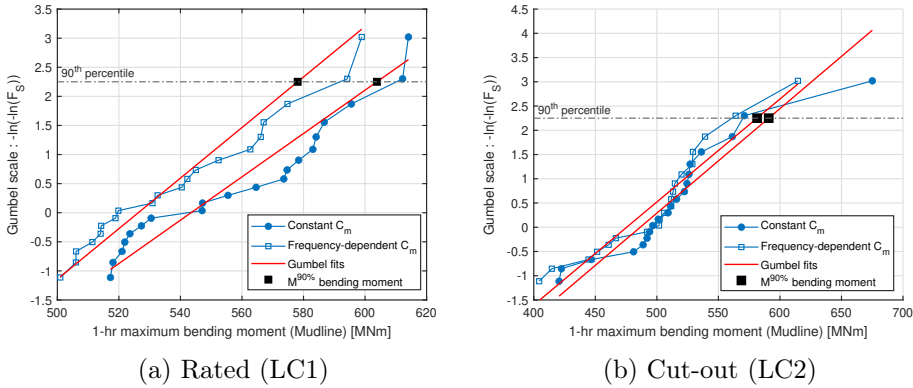 4
3.5
3
2.5
2
1.5
1
0.5
0
-0.5
-1
-1.5
Gumbel scale : -ln(-ln(F_S))
90th percentile
Constant C_m
Frequency-dependent C_m
Gumbel fits
M^90% bending moment
500 520 540 560 580 600 620
1-hr maximum bending moment (Mudline) [MNm]
(a) Rated (LC1)
4.5
4
3.5
3
2.5
2
1.5
1
0.5
0
-0.5
-1
-1.5
Gumbel scale : -ln(-ln(F_S))
90th percentile
Constant C_m
Frequency-dependent C_m
Gumbel fits
M^90% bending moment
400 450 500 550 600 650 700
1-hr maximum bending moment (Mudline) [MNm]
(b) Cut-out (LC2)